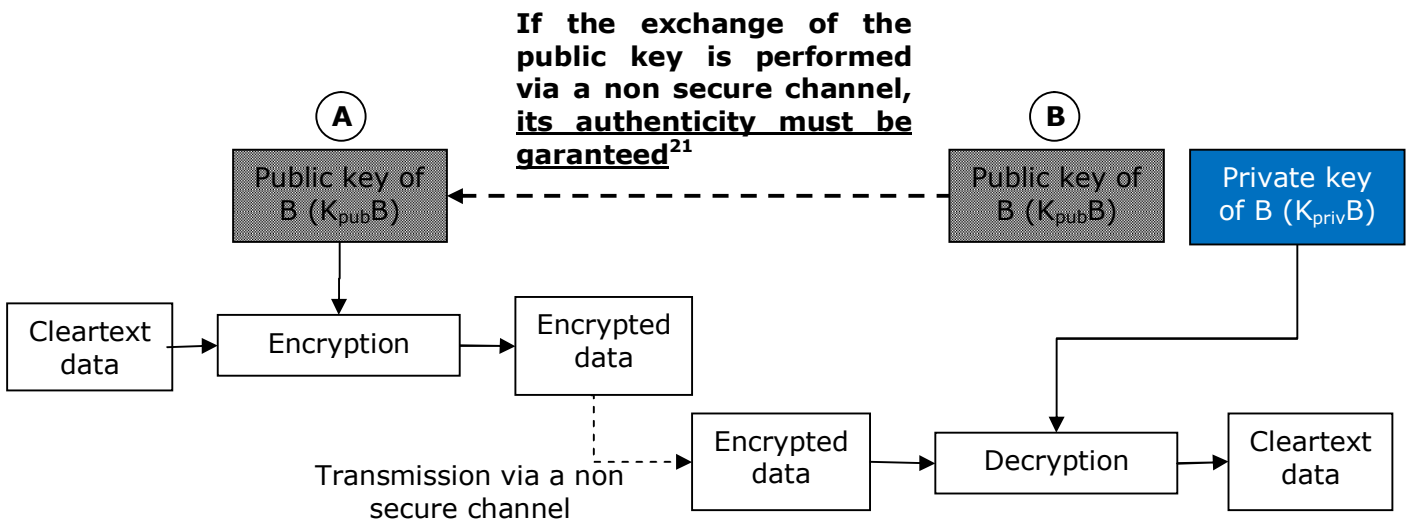 If the exchange of the
public key is performed
via a non secure channel,
its authenticity must be
garanteed21
A
B
Public key of
B (KpubB)
Public key of
B (KpubB)
Private key
of B (KprivB)
Cleartext
data
Encryption
Encrypted
data
Transmission via a non
secure channel
Encrypted
data
Decryption
Cleartext
data